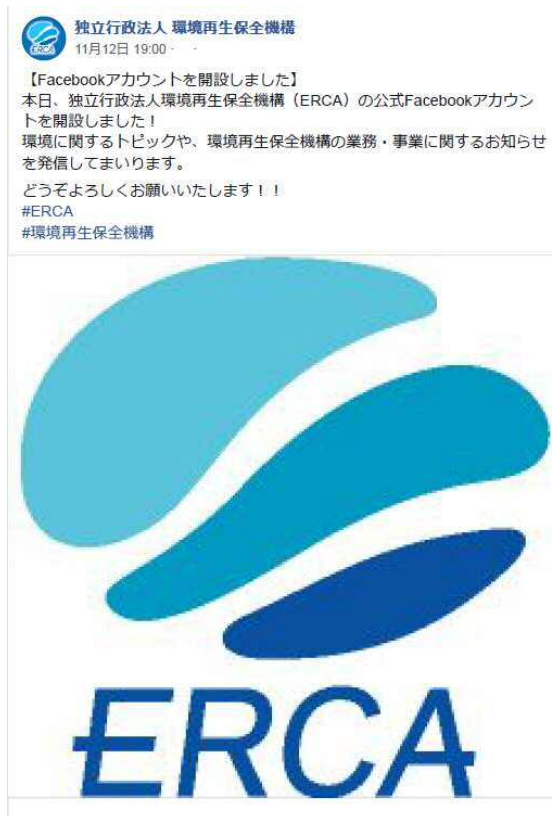 独立行政法人 環境再生保全機構
11月12日 19:00 ·
【Facebookアカウントを開設しました】
本日、独立行政法人環境再生保全機構（ERCA）の公式Facebookアカウン
トを開設しました！
環境に関するトピックや、環境再生保全機構の業務・事業に関するお知らせ
を発信してまいります。
どうぞよろしくお願いいたします！！
#ERCA
#環境再生保全機構
ERCA